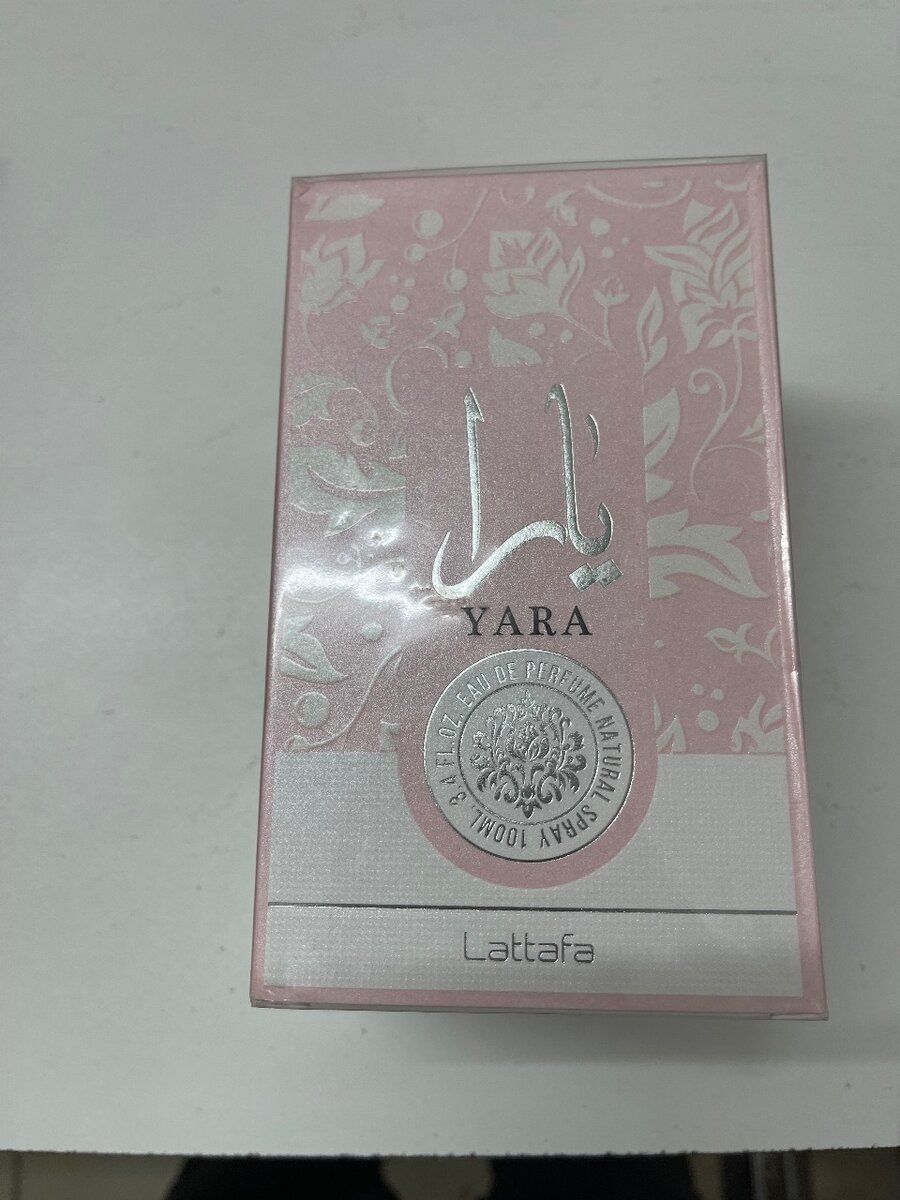 يارا
YARA
EAU DE PERFUME NATURAL SPRAY 100ML. 3.4 FL.OZ.
Lattafa